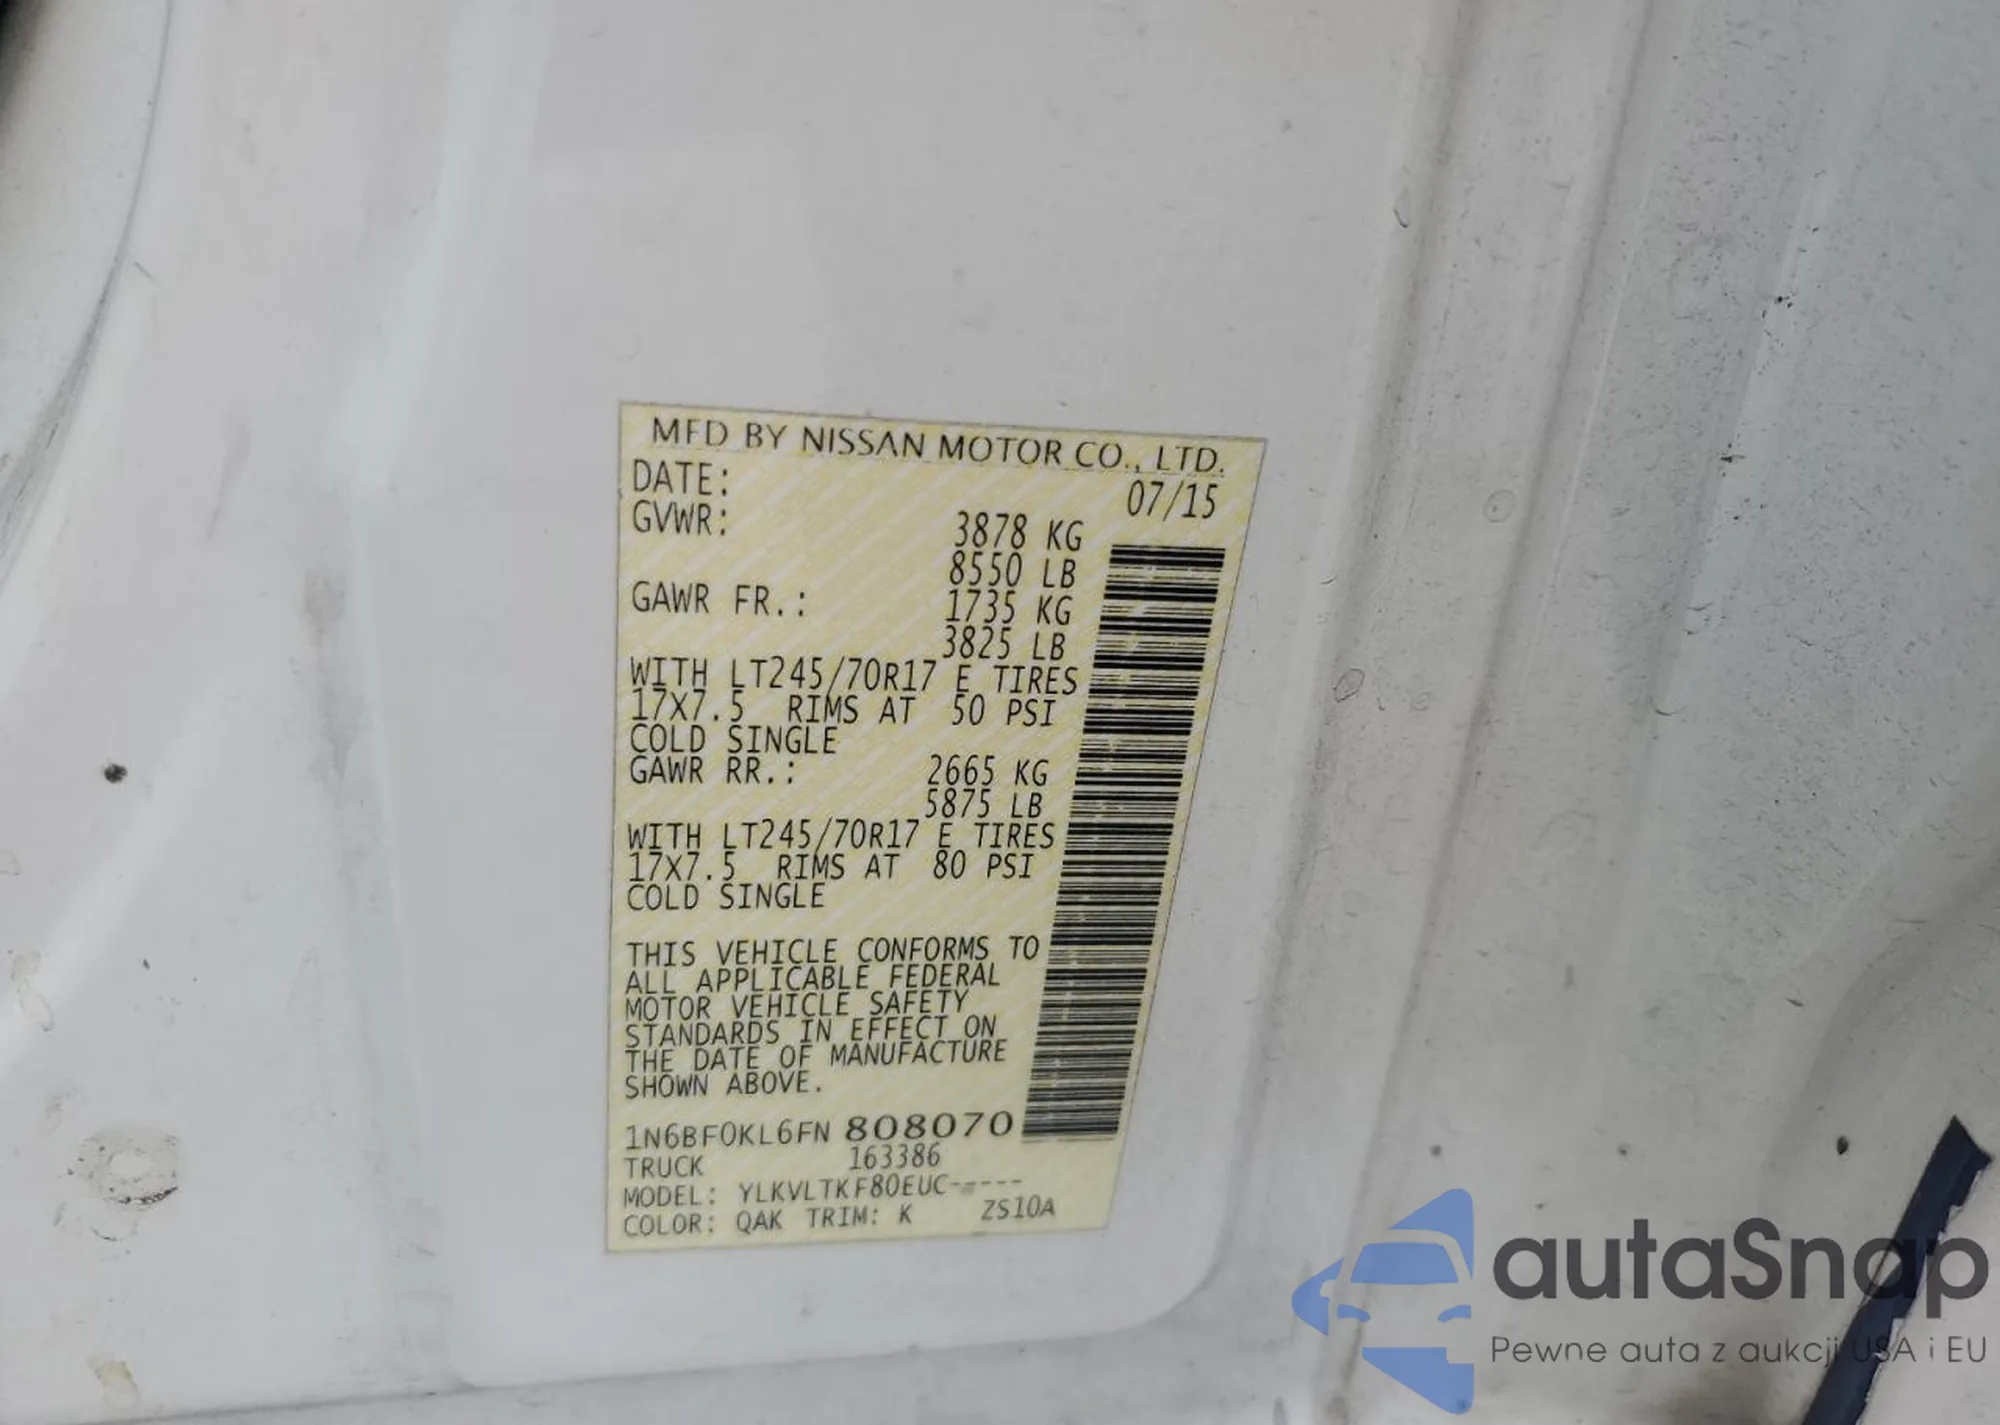 MFD BY NISSAN MOTOR CO., LTD.
DATE: 07/15
GVWR: 3878 KG
8550 LB
GAWR FR.: 1735 KG
3825 LB
WITH LT245/70R17 E TIRES
17X7.5 RIMS AT 50 PSI
COLD SINGLE
GAWR RR.: 2665 KG
5875 LB
WITH LT245/70R17 E TIRES
17X7.5 RIMS AT 80 PSI
COLD SINGLE
THIS VEHICLE CONFORMS TO
ALL APPLICABLE FEDERAL
MOTOR VEHICLE SAFETY
STANDARDS IN EFFECT ON
THE DATE OF MANUFACTURE
SHOWN ABOVE.
1N6BF0KL6FN 808070
TRUCK 163386
MODEL: YLKVLTKF80EUC-----
COLOR: QAK TRIM: K ZS10A
autaSnap
Pewne auta z aukcji USA i EU